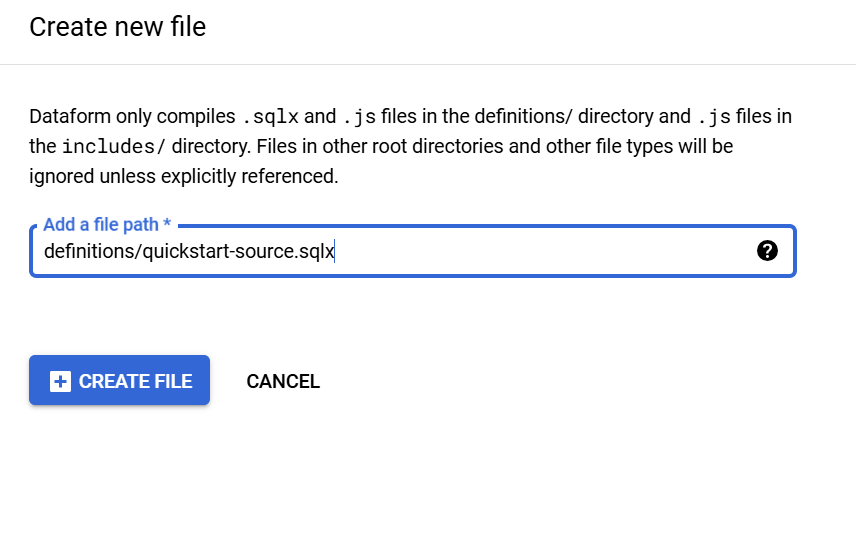 Create new file
Dataform only compiles .sqlx and .js files in the definitions/ directory and .js files in
the includes/ directory. Files in other root directories and other file types will be
ignored unless explicitly referenced.
Add a file path *
definitions/quickstart-source.sqlx
CREATE FILE CANCEL